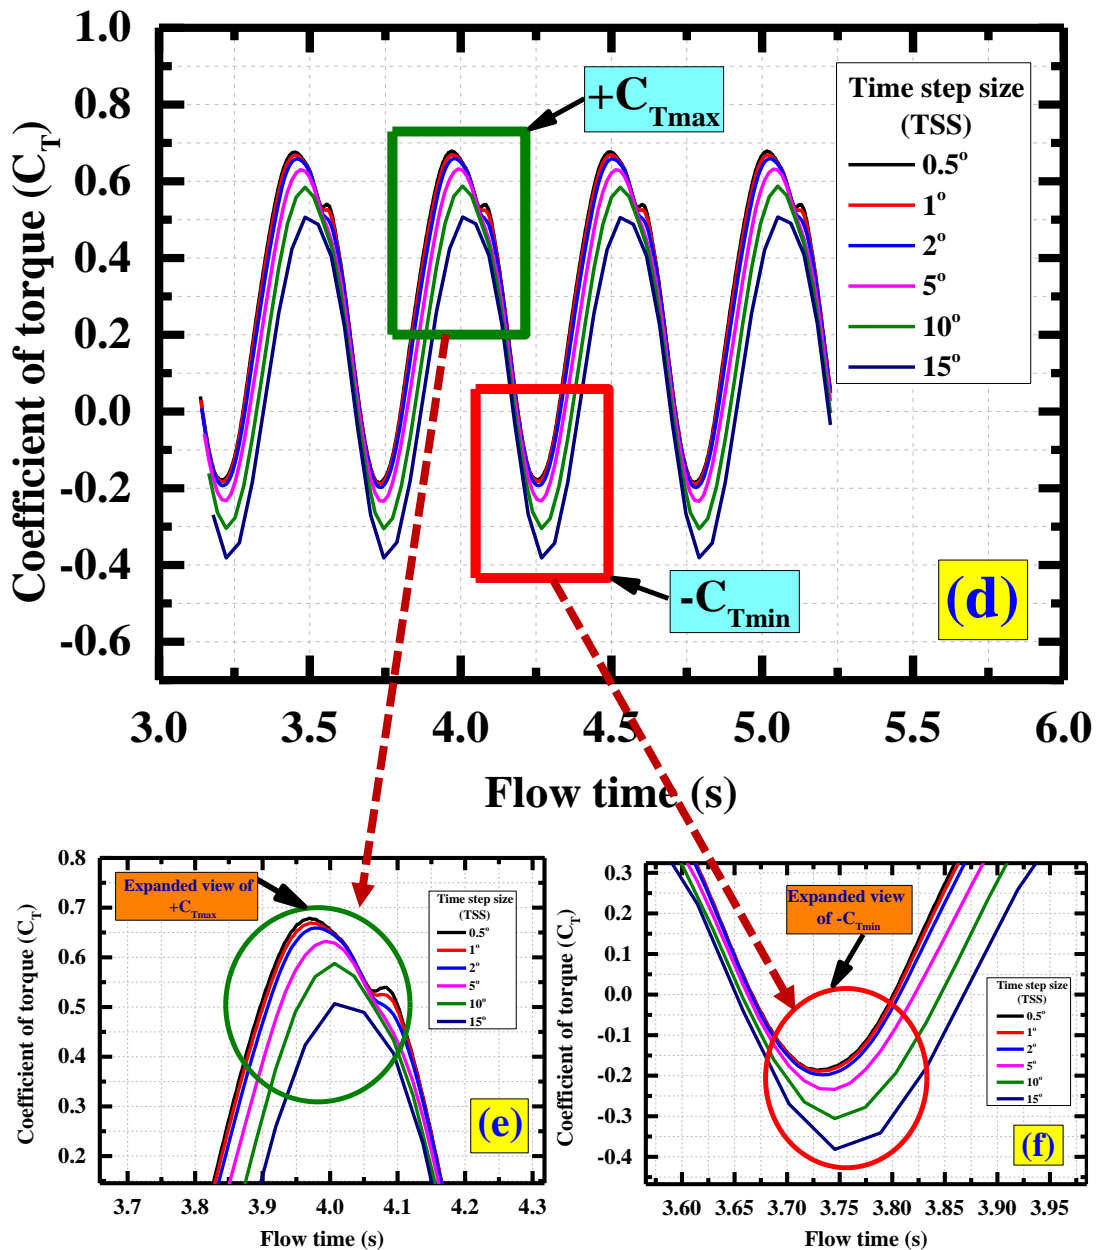 1.0
0.8
0.6
0.4
0.2
0.0
-0.2
-0.4
-0.6
Coefficient of torque (C_T)
+C_Tmax
Time step size
(TSS)
0.5°
1°
2°
5°
10°
15°
-C_Tmin
(d)
3.0 3.5 4.0 4.5 5.0 5.5 6.0
Flow time (s)
0.8
0.7
0.6
0.5
0.4
0.3
0.2
Coefficient of torque (C_T)
Expanded view of
+C_Tmax
Time step size
(TSS)
0.5°
1°
2°
5°
10°
15°
(e)
3.7 3.8 3.9 4.0 4.1 4.2 4.3
Flow time (s)
0.3
0.2
0.1
0.0
-0.1
-0.2
-0.3
-0.4
Coefficient of torque (C_T)
Expanded view
of -C_Tmin
Time step size
(TSS)
0.5°
1°
2°
5°
10°
15°
(f)
3.60 3.65 3.70 3.75 3.80 3.85 3.90 3.95
Flow time (s)